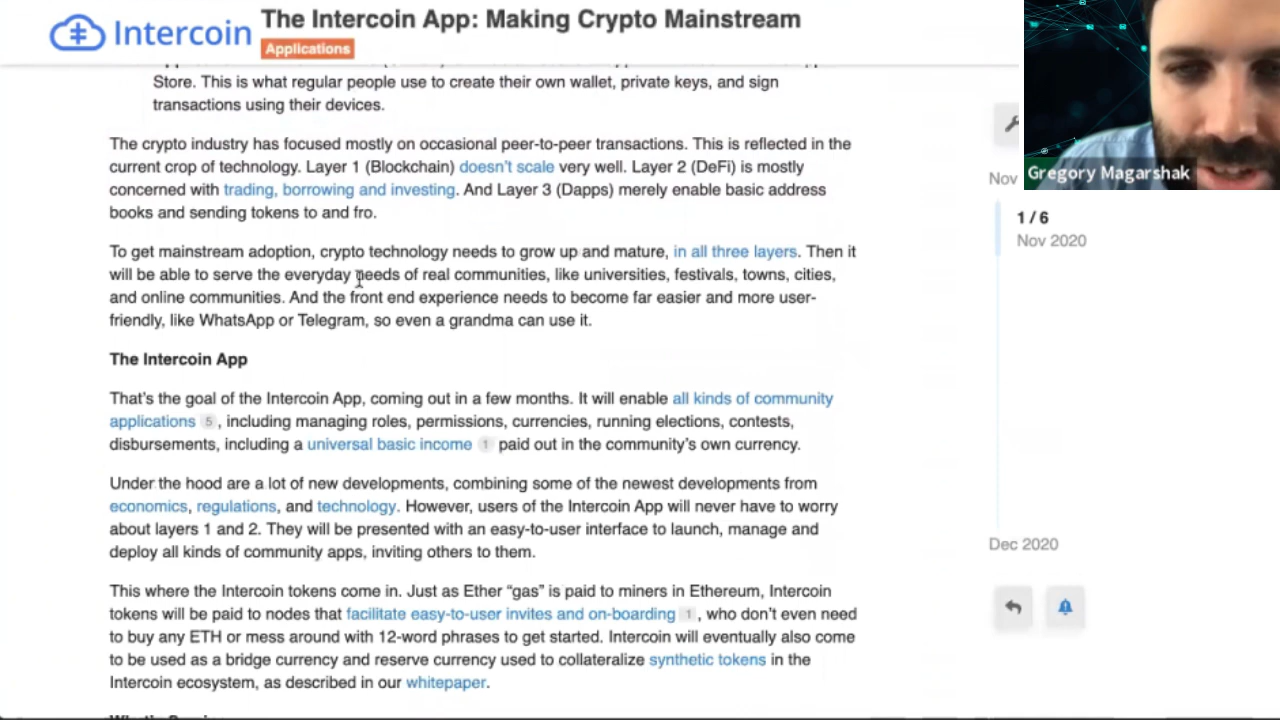 Intercoin
The Intercoin App: Making Crypto Mainstream
Applications
Store. This is what regular people use to create their own wallet, private keys, and sign
transactions using their devices.
The crypto industry has focused mostly on occasional peer-to-peer transactions. This is reflected in the
current crop of technology. Layer 1 (Blockchain) doesn't scale very well. Layer 2 (DeFi) is mostly
concerned with trading, borrowing and investing. And Layer 3 (Dapps) merely enable basic address
books and sending tokens to and fro.
To get mainstream adoption, crypto technology needs to grow up and mature, in all three layers. Then it
will be able to serve the everyday needs of real communities, like universities, festivals, towns, cities,
and online communities. And the front end experience needs to become far easier and more user-
friendly, like WhatsApp or Telegram, so even a grandma can use it.
The Intercoin App
That's the goal of the Intercoin App, coming out in a few months. It will enable all kinds of community
applications 5 , including managing roles, permissions, currencies, running elections, contests,
disbursements, including a universal basic income 1 paid out in the community's own currency.
Under the hood are a lot of new developments, combining some of the newest developments from
economics, regulations, and technology. However, users of the Intercoin App will never have to worry
about layers 1 and 2. They will be presented with an easy-to-user interface to launch, manage and
deploy all kinds of community apps, inviting others to them.
This where the Intercoin tokens come in. Just as Ether “gas” is paid to miners in Ethereum, Intercoin
tokens will be paid to nodes that facilitate easy-to-user invites and on-boarding 1 , who don't even need
to buy any ETH or mess around with 12-word phrases to get started. Intercoin will eventually also come
to be used as a bridge currency and reserve currency used to collateralize synthetic tokens in the
Intercoin ecosystem, as described in our whitepaper.
Gregory Magarshak
Nov
1 / 6
Nov 2020
Dec 2020